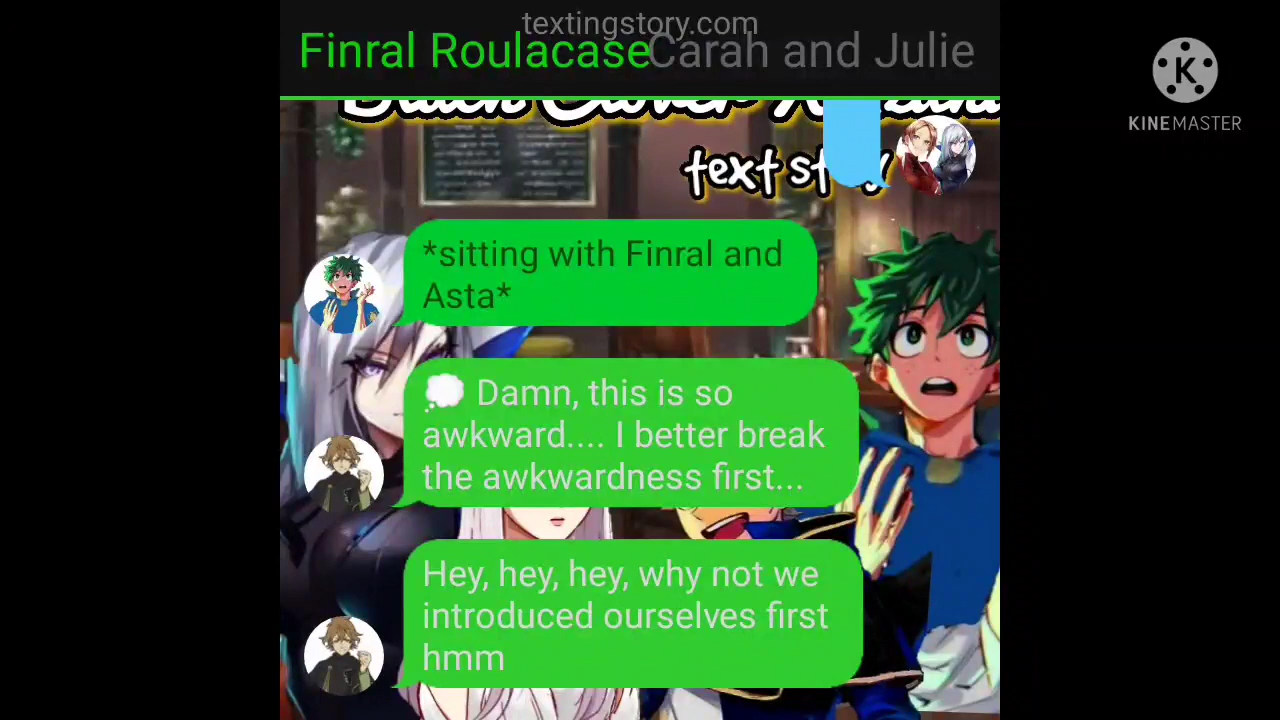 textingstory.com
Finral Roulacase Carah and Julie
K
KINEMASTER
text st
*sitting with Finral and
Asta*
💭 Damn, this is so
awkward.... I better break
the awkwardness first...
Hey, hey, hey, why not we
introduced ourselves first
hmm